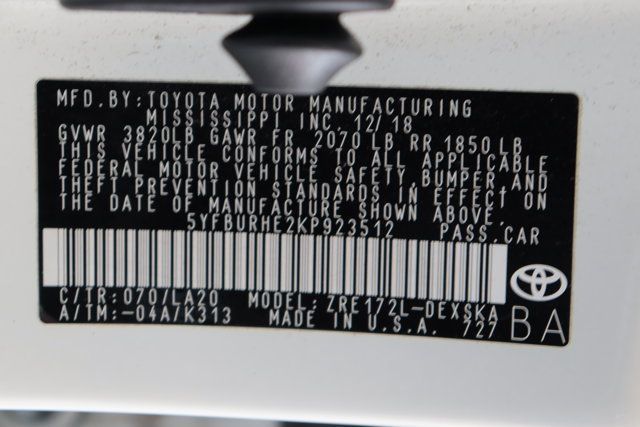 MFD.BY: TOYOTA MOTOR MANUFACTURING
MISSISSIPPI INC. 12/18
GVWR 3820LB GAWR FR 2070 LB RR 1850 LB
THIS VEHICLE CONFORMS TO ALL APPLICABLE
FEDERAL MOTOR VEHICLE SAFETY, BUMPER, AND
THEFT PREVENTION STANDARDS IN EFFECT ON
THE DATE OF MANUFACTURE SHOWN ABOVE.
5YFBURHE2KP923512 PASS.CAR
C/TR: 070/LA20 MODEL: ZRE172L-DEXSKA
A/TM: -04A/K313 MADE IN U.S.A. 727
BA